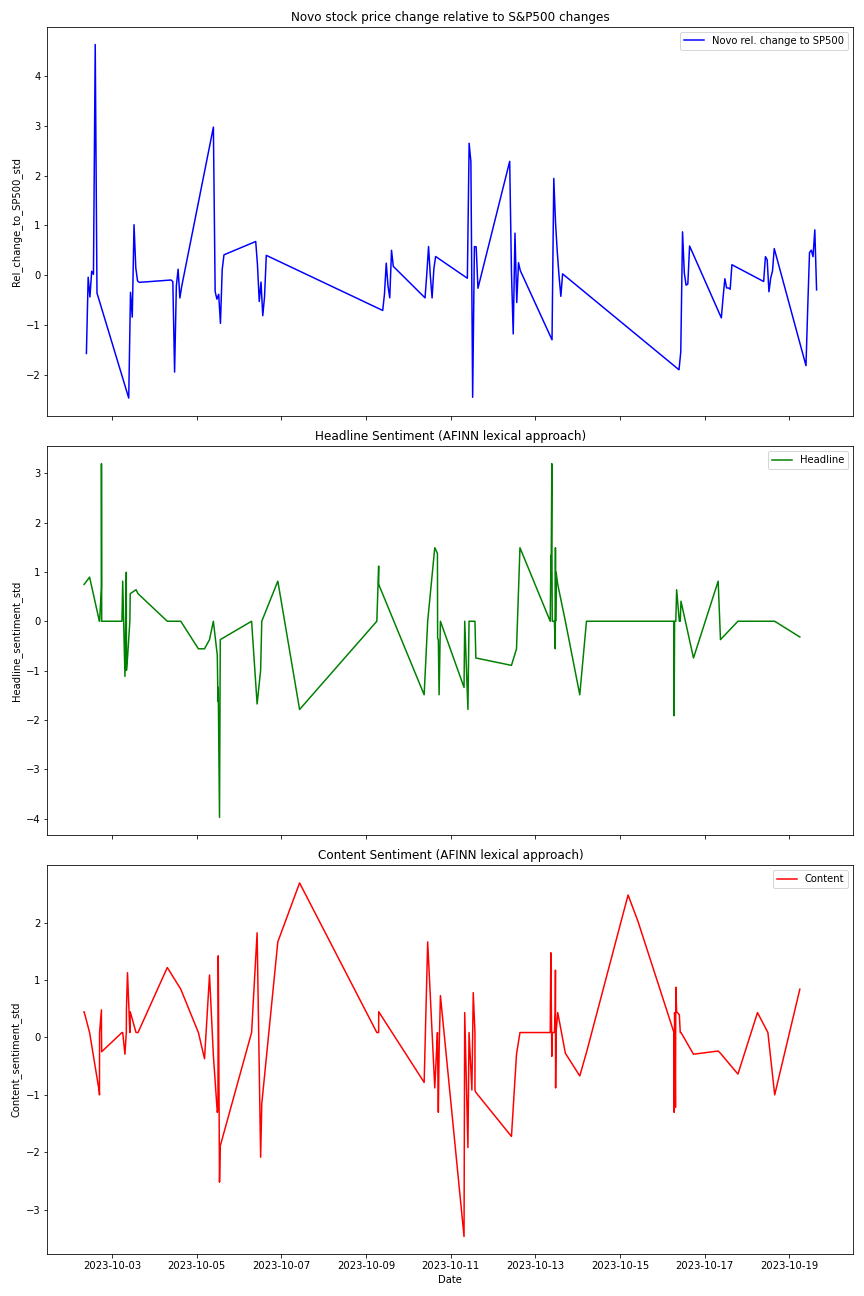 Novo stock price change relative to S&P500 changes
Novo rel. change to SP500
4
3
2
1
0
−1
−2
Rel_change_to_SP500_std
Headline Sentiment (AFINN lexical approach)
Headline
3
2
1
0
−1
−2
−3
−4
Headline_sentiment_std
Content Sentiment (AFINN lexical approach)
Content
2
1
0
−1
−2
−3
Content_sentiment_std
2023-10-03 2023-10-05 2023-10-07 2023-10-09 2023-10-11 2023-10-13 2023-10-15 2023-10-17 2023-10-19
Date